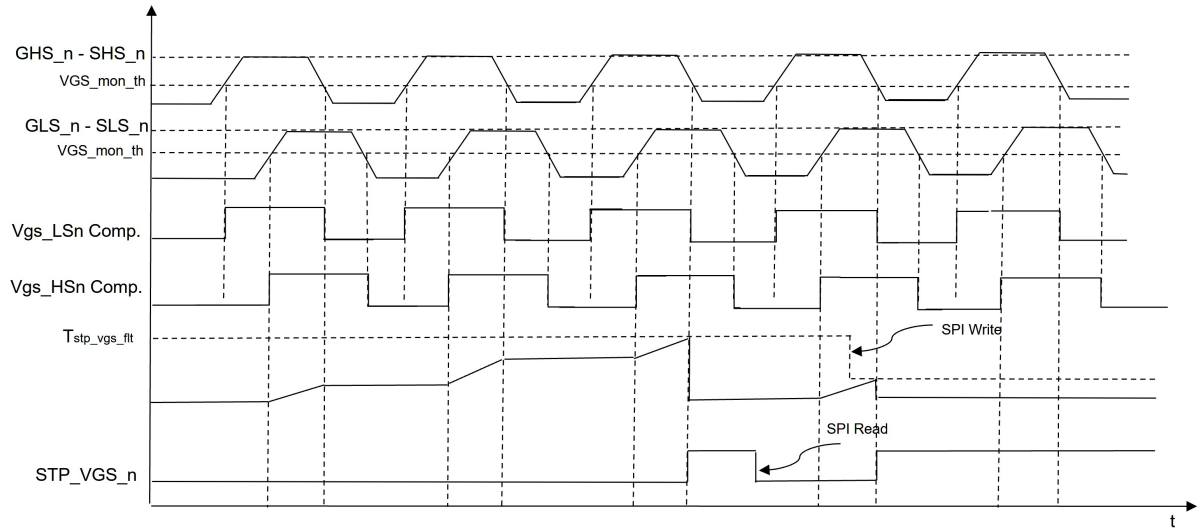 GHS_n - SHS_n
VGS_mon_th
GLS_n - SLS_n
VGS_mon_th
Vgs_LSn Comp.
Vgs_HSn Comp.
Tstp_vgs_flt
SPI Write
SPI Read
STP_VGS_n
t